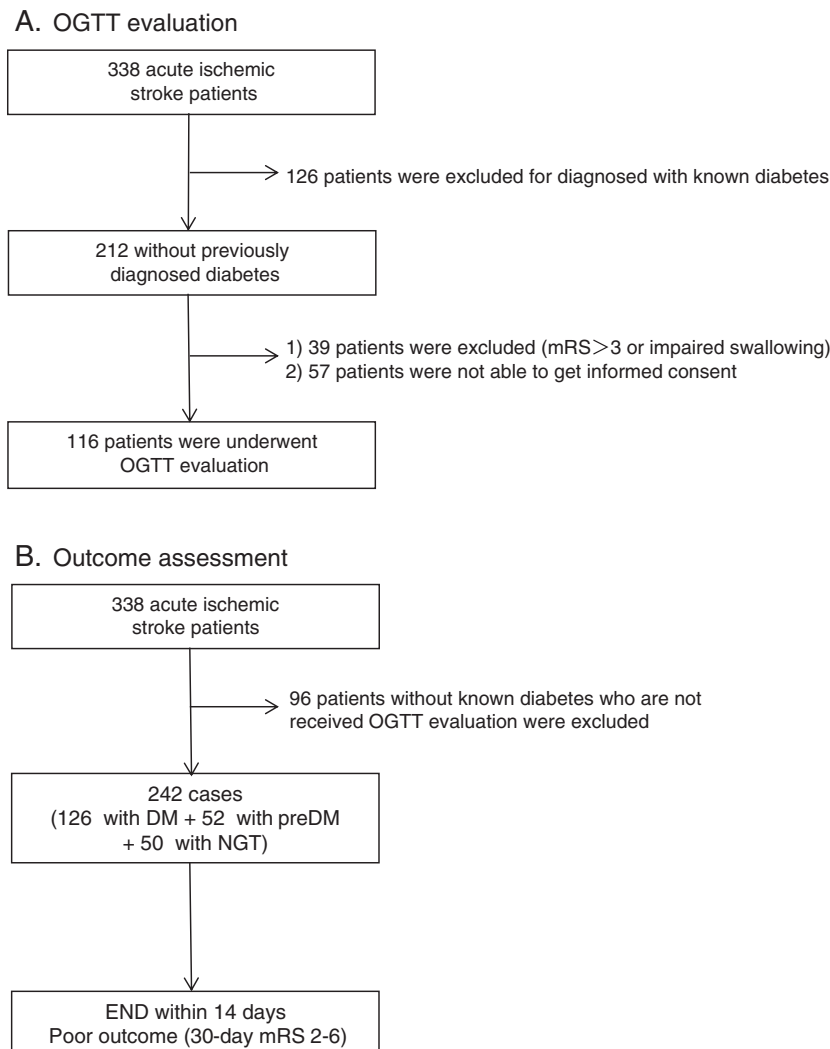 A. OGTT evaluation
338 acute ischemic
stroke patients
126 patients were excluded for diagnosed with known diabetes
212 without previously
diagnosed diabetes
1) 39 patients were excluded (mRS>3 or impaired swallowing)
2) 57 patients were not able to get informed consent
116 patients were underwent
OGTT evaluation
B. Outcome assessment
338 acute ischemic
stroke patients
96 patients without known diabetes who are not
received OGTT evaluation were excluded
242 cases
(126 with DM + 52 with preDM
+ 50 with NGT)
END within 14 days
Poor outcome (30-day mRS 2-6)